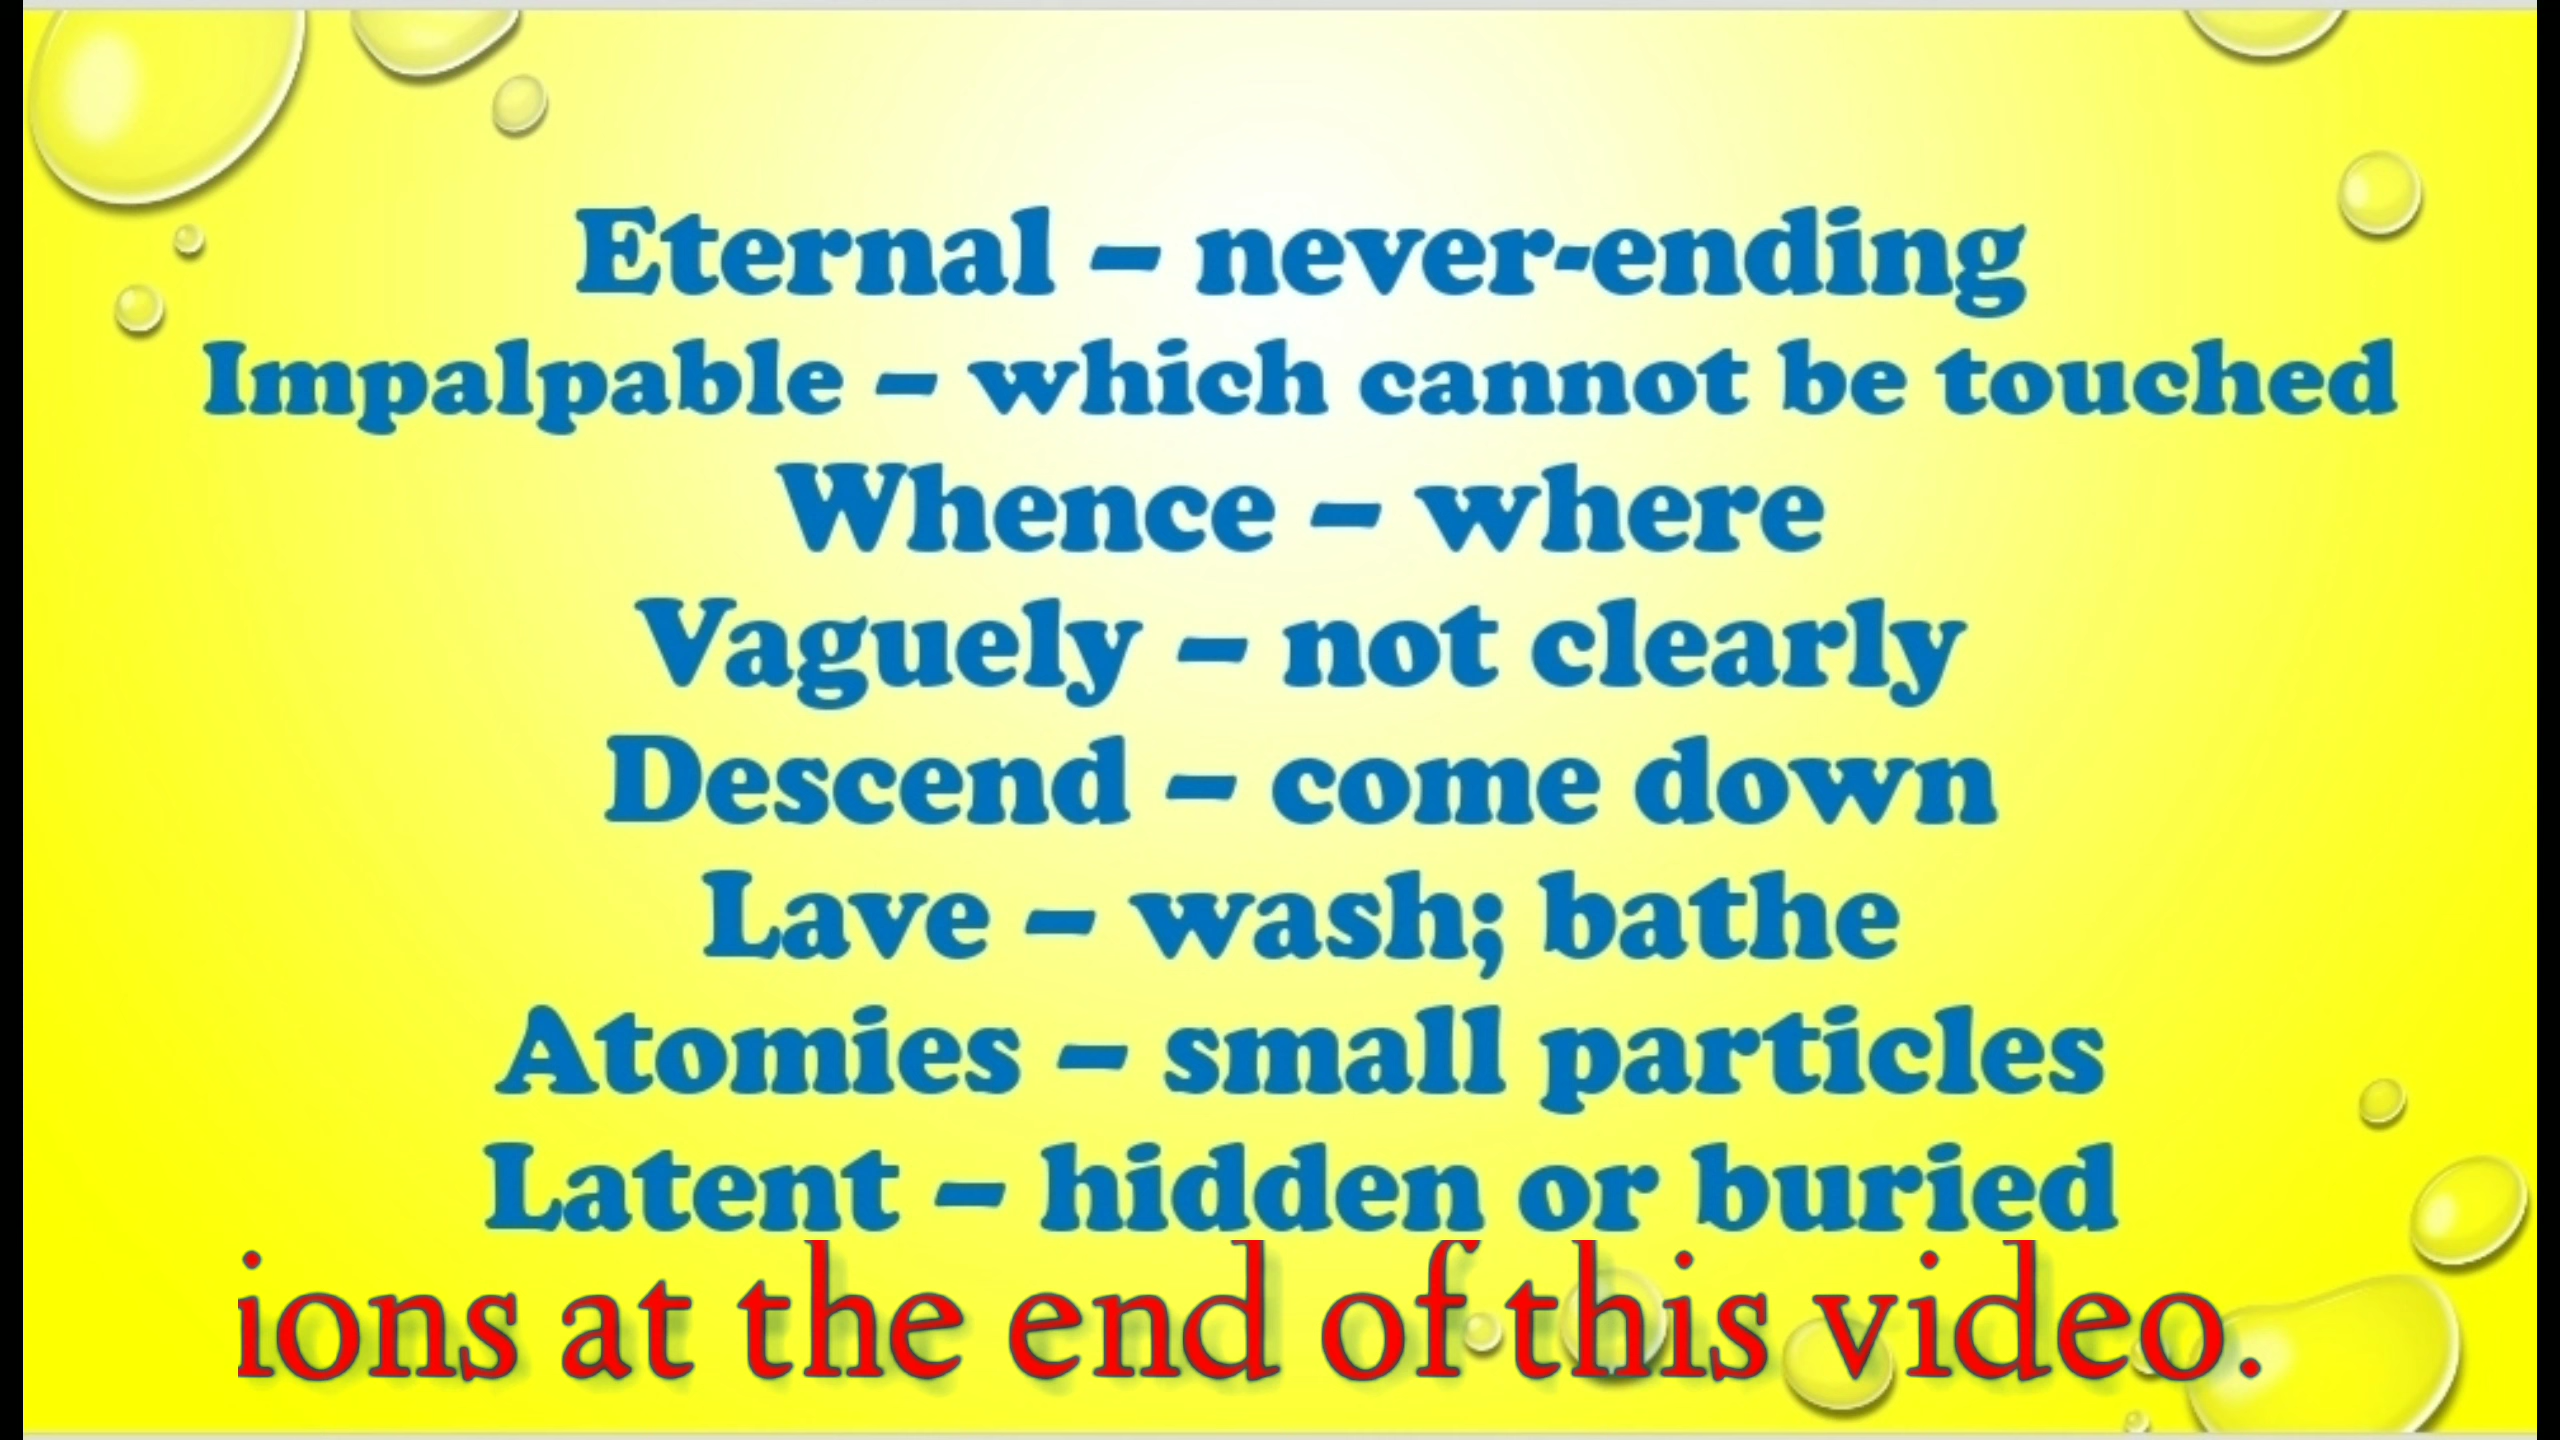 Eternal – never-ending
Impalpable – which cannot be touched
Whence – where
Vaguely – not clearly
Descend – come down
Lave – wash; bathe
Atomies – small particles
Latent – hidden or buried
ions at the end of this video.